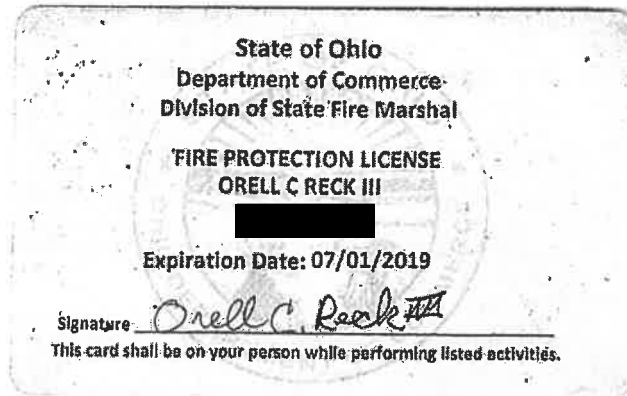 State of Ohio
Department of Commerce
Division of State Fire Marshal
FIRE PROTECTION LICENSE
ORELL C RECK III
Expiration Date: 07/01/2019
Signature Orell C. Reck III
This card shall be on your person while performing listed activities.